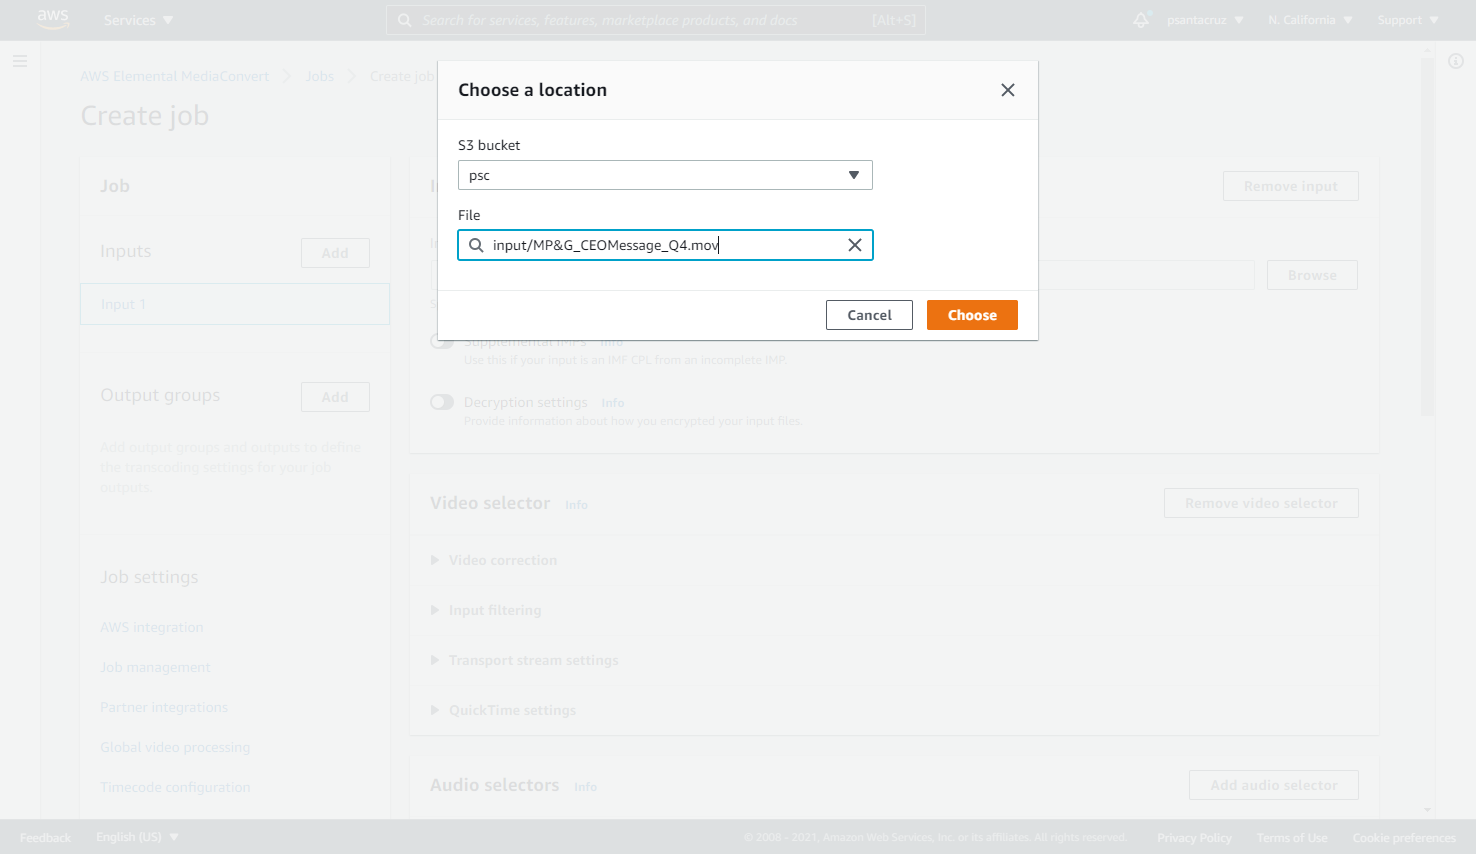 aws
Services
Search for services, features, marketplace products, and docs [Alt+S]
psantacruz
N. California
Support
AWS Elemental MediaConvert
Jobs
Create job
Create job
Choose a location
S3 bucket
psc
File
input/MP&G_CEOMessage_Q4.mov
Cancel
Choose
Job
Inputs
Add
Input 1
Output groups
Add
Add output groups and outputs to define
the transcoding settings for your job
outputs.
Job settings
AWS integration
Job management
Partner integrations
Global video processing
Timecode configuration
Remove input
Browse
Supplemental IMPs Info
Use this if your input is an IMF CPL from an incomplete IMP.
Decryption settings Info
Provide information about how you encrypted your input files.
Video selector Info
Remove video selector
Video correction
Input filtering
Transport stream settings
QuickTime settings
Audio selectors Info
Add audio selector
Feedback
English (US)
© 2008 - 2021, Amazon Web Services, Inc. or its affiliates. All rights reserved.
Privacy Policy
Terms of Use
Cookie preferences